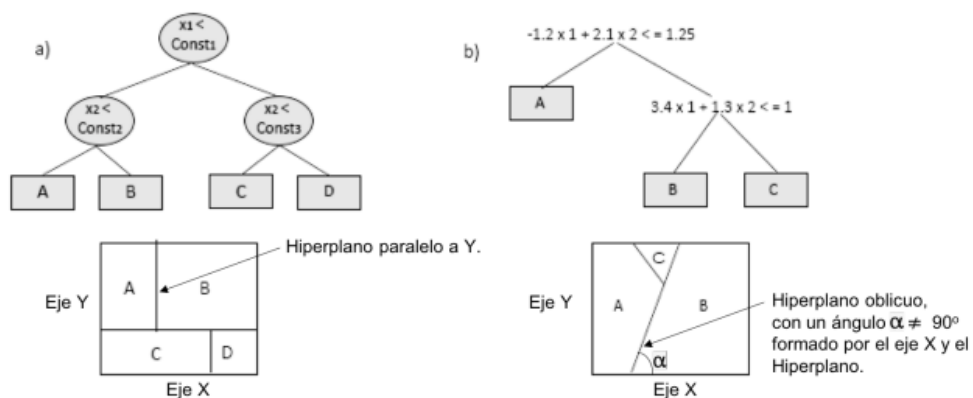 a)
x1 <
Const1
x2 <
Const2
x2 <
Const3
A
B
C
D
Hiperplano paralelo a Y.
Eje Y
A
B
C
D
Eje X
b)
-1.2 x 1 + 2.1 x 2 < = 1.25
A
3.4 x 1 + 1.3 x 2 < = 1
B
C
Eje Y
A
C
B
α
Eje X
Hiperplano oblicuo,
con un ángulo α ≠ 90º
formado por el eje X y el
Hiperplano.